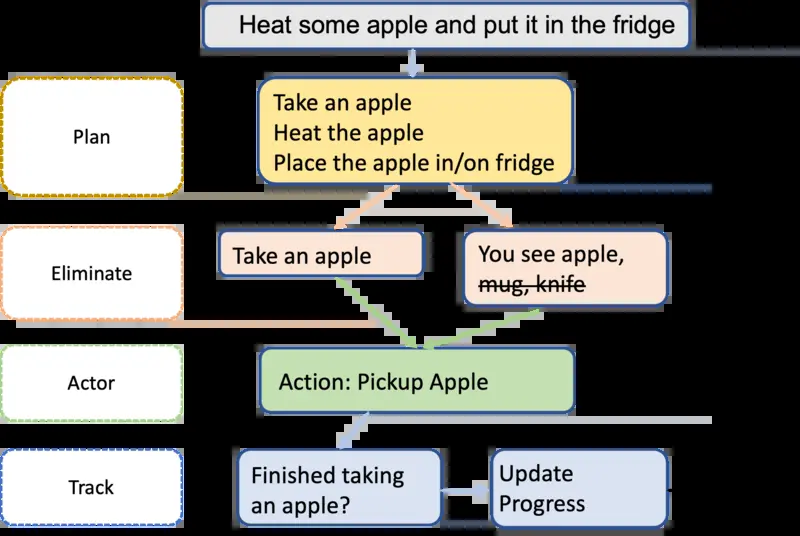 Heat some apple and put it in the fridge
Plan
Take an apple
Heat the apple
Place the apple in/on fridge
Eliminate
Take an apple
You see apple,
mug, knife
Actor
Action: Pickup Apple
Track
Finished taking
an apple?
Update
Progress